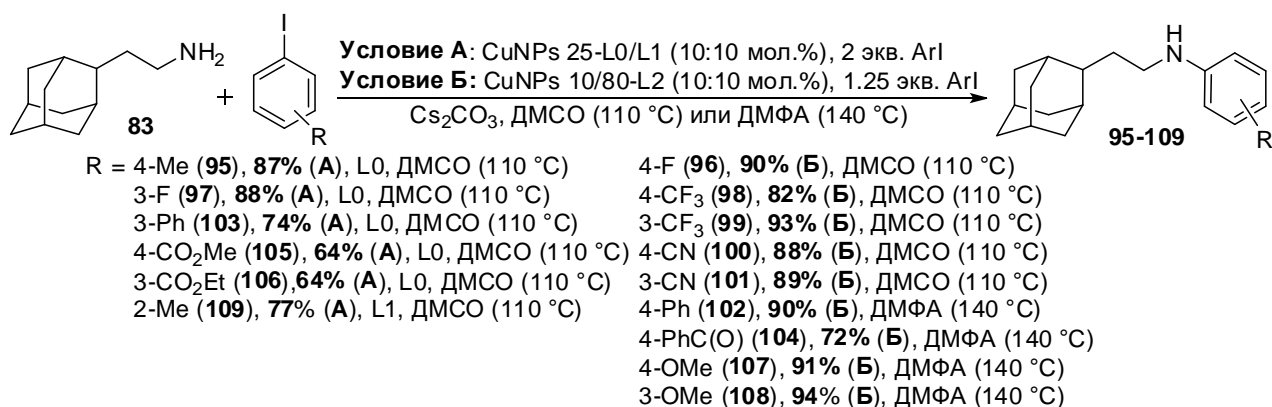 I
NH2
Условие А: CuNPs 25-L0/L1 (10:10 мол.%), 2 экв. ArI
Условие Б: CuNPs 10/80-L2 (10:10 мол.%), 1.25 экв. ArI
Cs2CO3, ДМСО (110 °C) или ДМФА (140 °C)
+
R
83
H
N
R
95-109
R = 4-Me (95), 87% (А), L0, ДМСО (110 °C)
3-F (97), 88% (А), L0, ДМСО (110 °C)
3-Ph (103), 74% (А), L0, ДМСО (110 °C)
4-CO2Me (105), 64% (А), L0, ДМСО (110 °C)
3-CO2Et (106),64% (А), L0, ДМСО (110 °C)
2-Me (109), 77% (А), L1, ДМСО (110 °C)
4-F (96), 90% (Б), ДМСО (110 °C)
4-CF3 (98), 82% (Б), ДМСО (110 °C)
3-CF3 (99), 93% (Б), ДМСО (110 °C)
4-CN (100), 88% (Б), ДМСО (110 °C)
3-CN (101), 89% (Б), ДМСО (110 °C)
4-Ph (102), 90% (Б), ДМФА (140 °C)
4-PhC(O) (104), 72% (Б), ДМФА (140 °C)
4-OMe (107), 91% (Б), ДМФА (140 °C)
3-OMe (108), 94% (Б), ДМФА (140 °C)